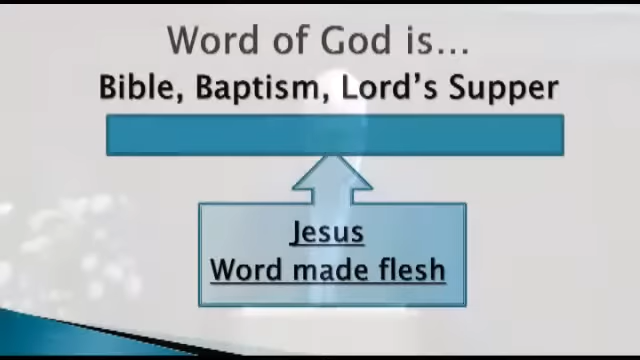 Word of God is...
Bible, Baptism, Lord's Supper
Jesus
Word made flesh